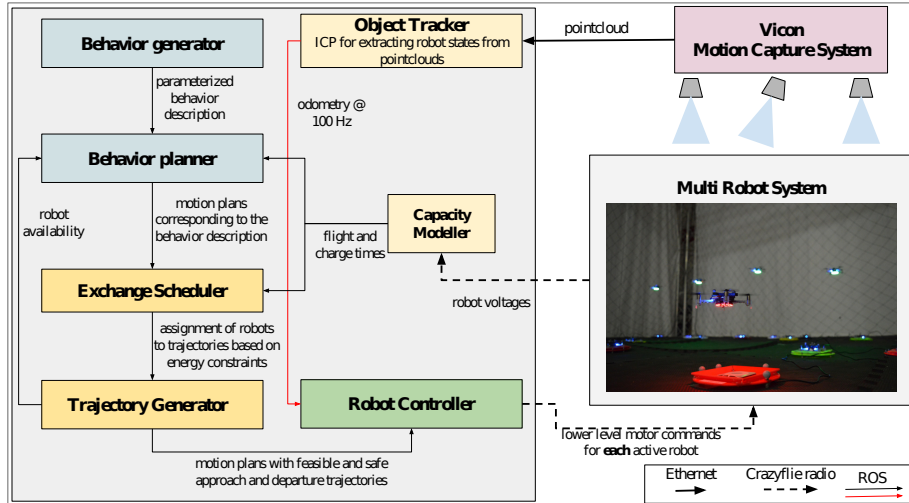 Behavior generator
parameterized
behavior
description
Behavior planner
robot
availability
motion plans
corresponding to the
behavior description
Exchange Scheduler
assignment of robots
to trajectories based on
energy constraints
Trajectory Generator
motion plans with feasible and safe
approach and departure trajectories
Object Tracker
ICP for extracting robot states from
pointclouds
odometry @
100 Hz
flight and
charge times
Capacity
Modeller
Robot Controller
pointcloud
Vicon
Motion Capture System
Multi Robot System
robot voltages
lower level motor commands
for each active robot
Ethernet
Crazyflie radio
ROS